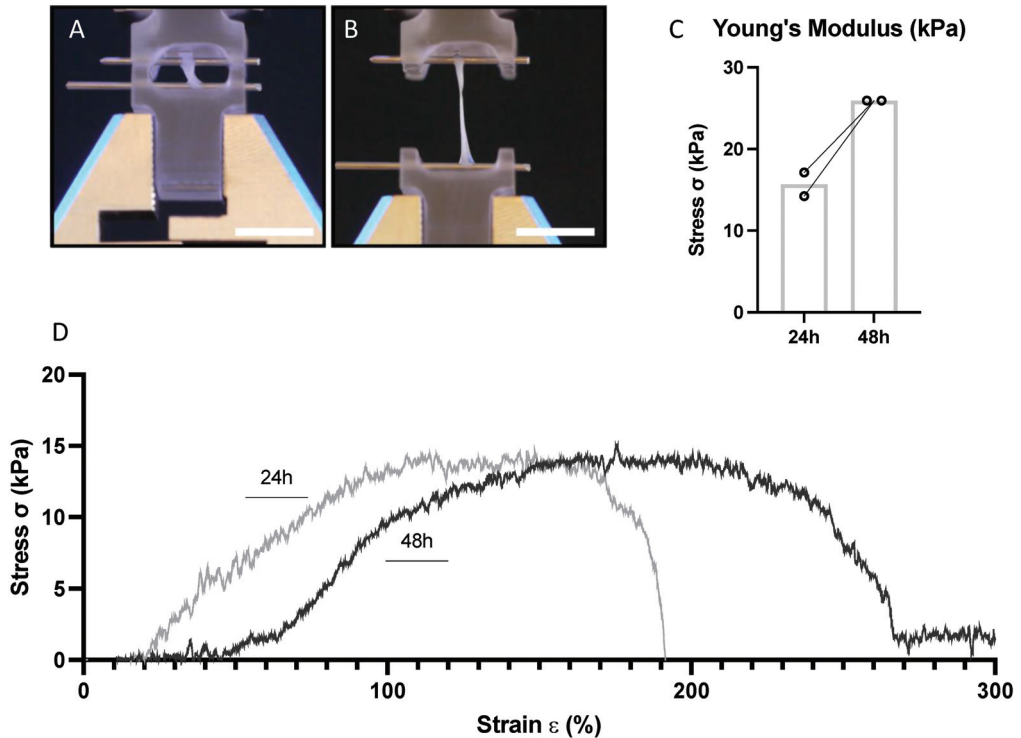 A
B
C Young's Modulus (kPa)
Stress σ (kPa)
30
20
10
0
24h
48h
D
Stress σ (kPa)
20
15
10
5
0
24h
48h
0
100
200
300
Strain ε (%)